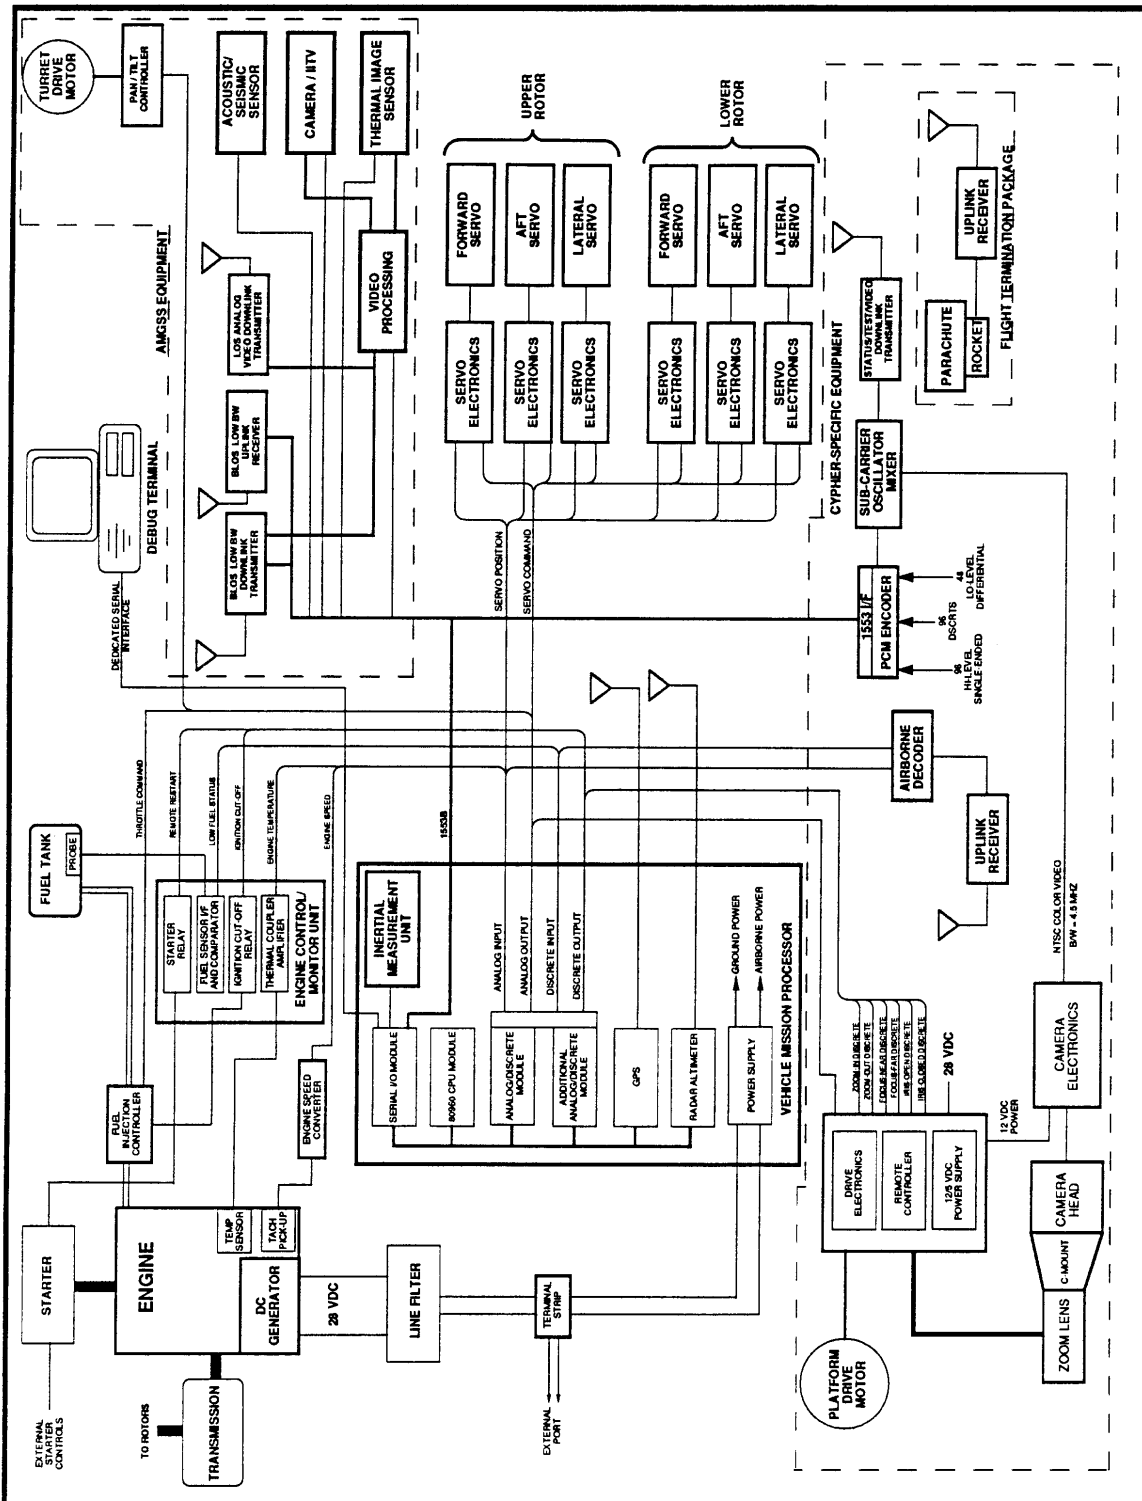 EXTERNAL
STARTER
CONTROLS
STARTER
TO ROTORS
TRANSMISSION
ENGINE
TEMP
SENSOR
TACH
PICK-UP
DC
GENERATOR
28 VDC
LINE FILTER
TERMINAL
STRIP
EXTERNAL
PORT
FUEL
INJECTION
CONTROLLER
ENGINE SPEED
CONVERTER
FUEL TANK
PROBE
STARTER
RELAY
FUEL SENSOR I/F
AND COMPARATOR
IGNITION CUT-OFF
RELAY
THERMAL COUPLER
AMPLIFIER
ENGINE CONTROL/
MONITOR UNIT
THROTTLE COMMAND
REMOTE RESTART
LOW FUEL STATUS
IGNITION CUT-OFF
ENGINE TEMPERATURE
ENGINE SPEED
1553B
INERTIAL
MEASUREMENT
UNIT
SERIAL I/O MODULE
80960 CPU MODULE
ANALOG/DISCRETE
MODULE
ADDITIONAL
ANALOG/DISCRETE
MODULE
GPS
RADAR ALTIMETER
POWER SUPPLY
ANALOG INPUT
ANALOG OUTPUT
DISCRETE INPUT
DISCRETE OUTPUT
GROUND POWER
AIRBORNE POWER
VEHICLE MISSION PROCESSOR
DEDICATED SERIAL
INTERFACE
DEBUG TERMINAL
TURRET
DRIVE
MOTOR
PAN / TILT
CONTROLLER
AMGSS EQUIPMENT
ACOUSTIC/
SEISMIC
SENSOR
CAMERA / IITV
THERMAL IMAGE
SENSOR
BLOS LOW BW
DOWNLINK
TRANSMITTER
BLOS LOW BW
UPLINK
RECEIVER
LOS ANALOG
VIDEO DOWNLINK
TRANSMITTER
VIDEO
PROCESSING
SERVO POSITION
SERVO COMMAND
SERVO
ELECTRONICS
FORWARD
SERVO
SERVO
ELECTRONICS
AFT
SERVO
SERVO
ELECTRONICS
LATERAL
SERVO
UPPER
ROTOR
SERVO
ELECTRONICS
FORWARD
SERVO
SERVO
ELECTRONICS
AFT
SERVO
SERVO
ELECTRONICS
LATERAL
SERVO
LOWER
ROTOR
CYPHER-SPECIFIC EQUIPMENT
1553 I/F
PCM ENCODER
96
HI-LEVEL
SINGLE-ENDED
96
DSCRTS
48
LO-LEVEL
DIFFERENTIAL
SUB-CARRIER
OSCILLATOR
MIXER
STATUS/TEST/VIDEO
DOWNLINK
TRANSMITTER
PARACHUTE
ROCKET
UPLINK
RECEIVER
FLIGHT TERMINATION PACKAGE
AIRBORNE
DECODER
UPLINK
RECEIVER
NTSC COLOR VIDEO
B/W = 4.5 MHZ
ZOOM-IN DISCRETE
ZOOM-OUT DISCRETE
FOCUS-NEAR DISCRETE
FOCUS-FAR DISCRETE
IRIS-OPEN DISCRETE
IRIS-CLOSED DISCRETE
28 VDC
12 VDC
POWER
DRIVE
ELECTRONICS
REMOTE
CONTROLLER
12/5 VDC
POWER SUPPLY
PLATFORM
DRIVE
MOTOR
CAMERA
ELECTRONICS
CAMERA
HEAD
C-MOUNT
ZOOM LENS